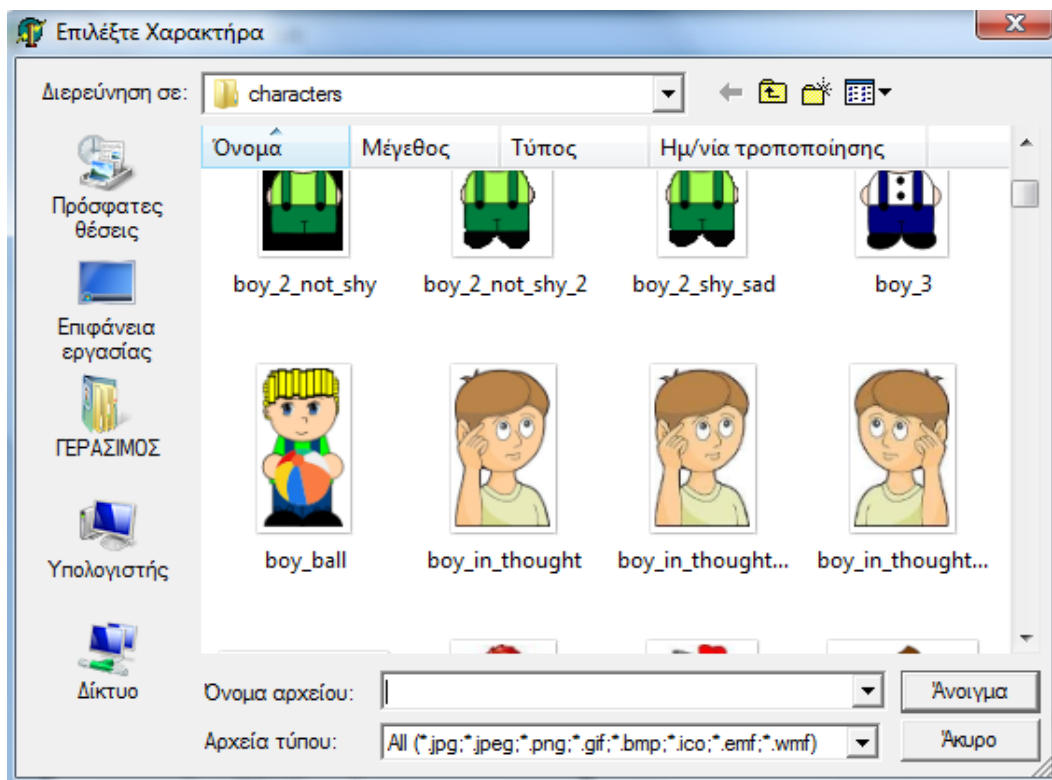 Επιλέξτε Χαρακτήρα
Διερεύνηση σε:
characters
Όνομα Μέγεθος Τύπος Ημ/νία τροποποίησης
Πρόσφατες
θέσεις
Επιφάνεια
εργασίας
ΓΕΡΑΣΙΜΟΣ
Υπολογιστής
Δίκτυο
boy_2_not_shy boy_2_not_shy_2 boy_2_shy_sad boy_3
boy_ball boy_in_thought boy_in_thought... boy_in_thought...
Όνομα αρχείου:
Άνοιγμα
Αρχεία τύπου:
All (*.jpg;*.jpeg;*.png;*.gif;*.bmp;*.ico;*.emf;*.wmf)
Άκυρο